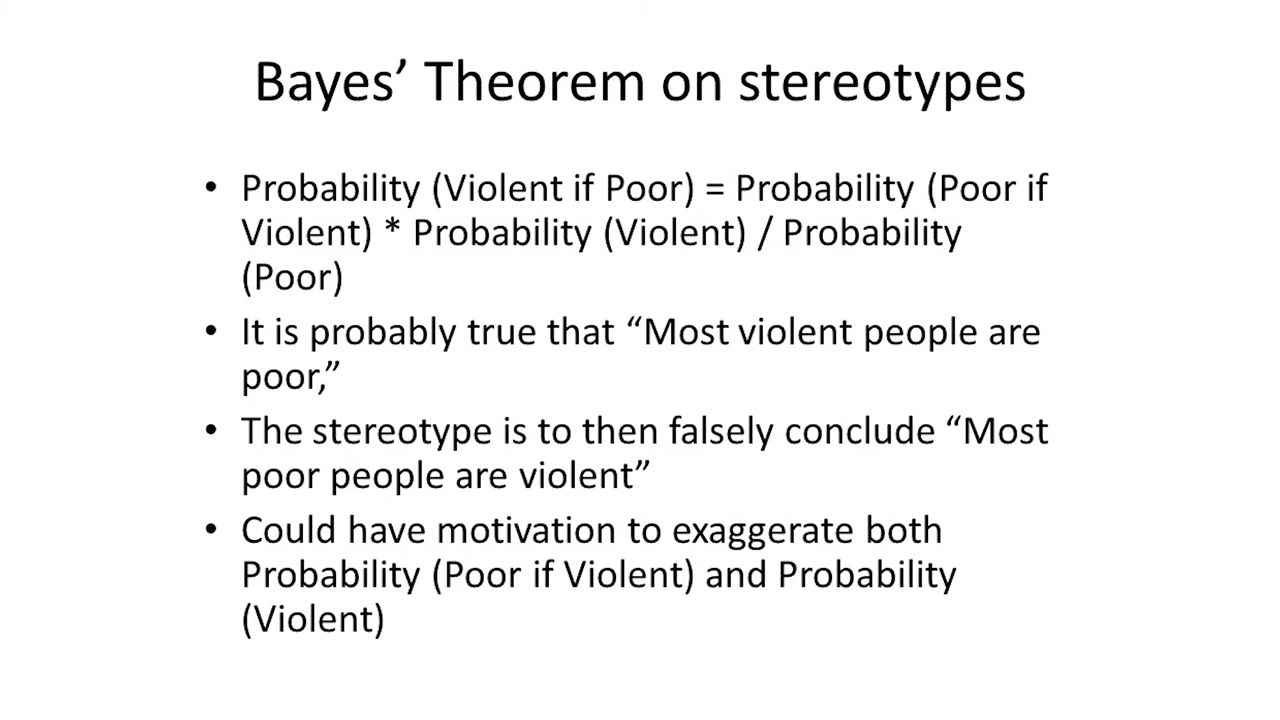 Bayes’ Theorem on stereotypes
• Probability (Violent if Poor) = Probability (Poor if
Violent) * Probability (Violent) / Probability
(Poor)
• It is probably true that “Most violent people are
poor,”
• The stereotype is to then falsely conclude “Most
poor people are violent”
• Could have motivation to exaggerate both
Probability (Poor if Violent) and Probability
(Violent)